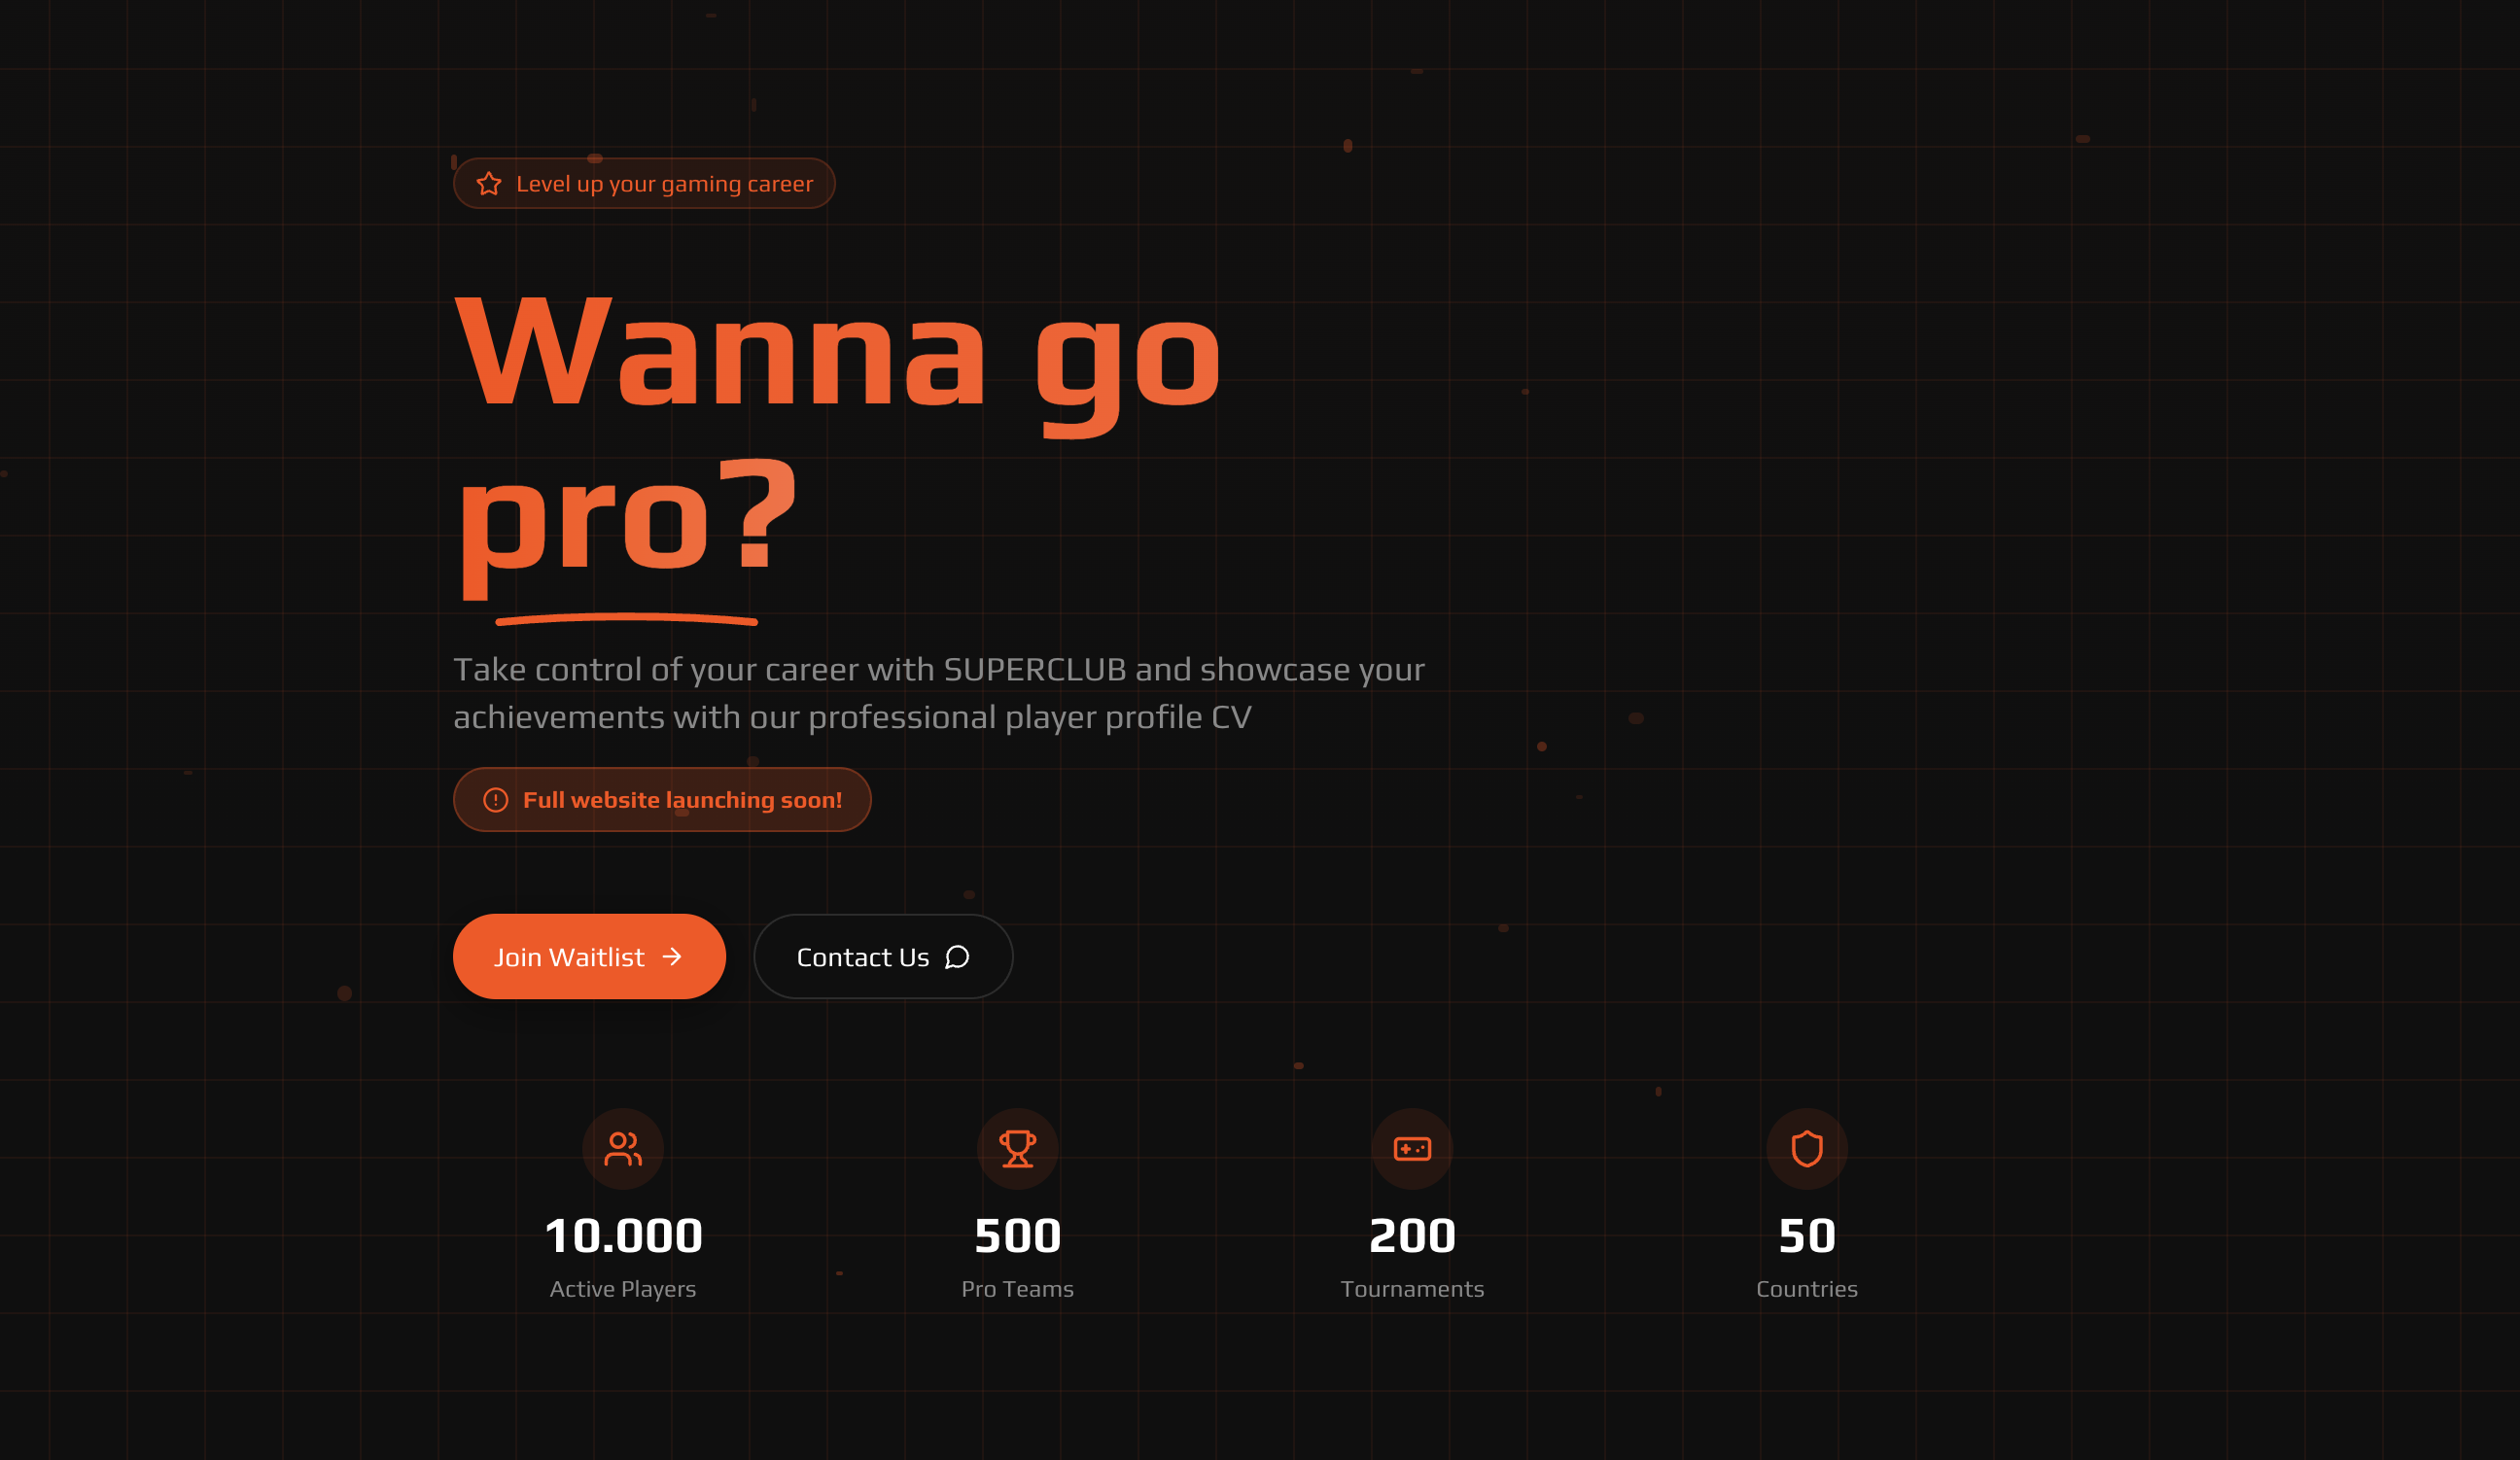 Level up your gaming career
Wanna go
pro?
Take control of your career with SUPERCLUB and showcase your
achievements with our professional player profile CV
Full website launching soon!
Join Waitlist
Contact Us
10.000
Active Players
500
Pro Teams
200
Tournaments
50
Countries